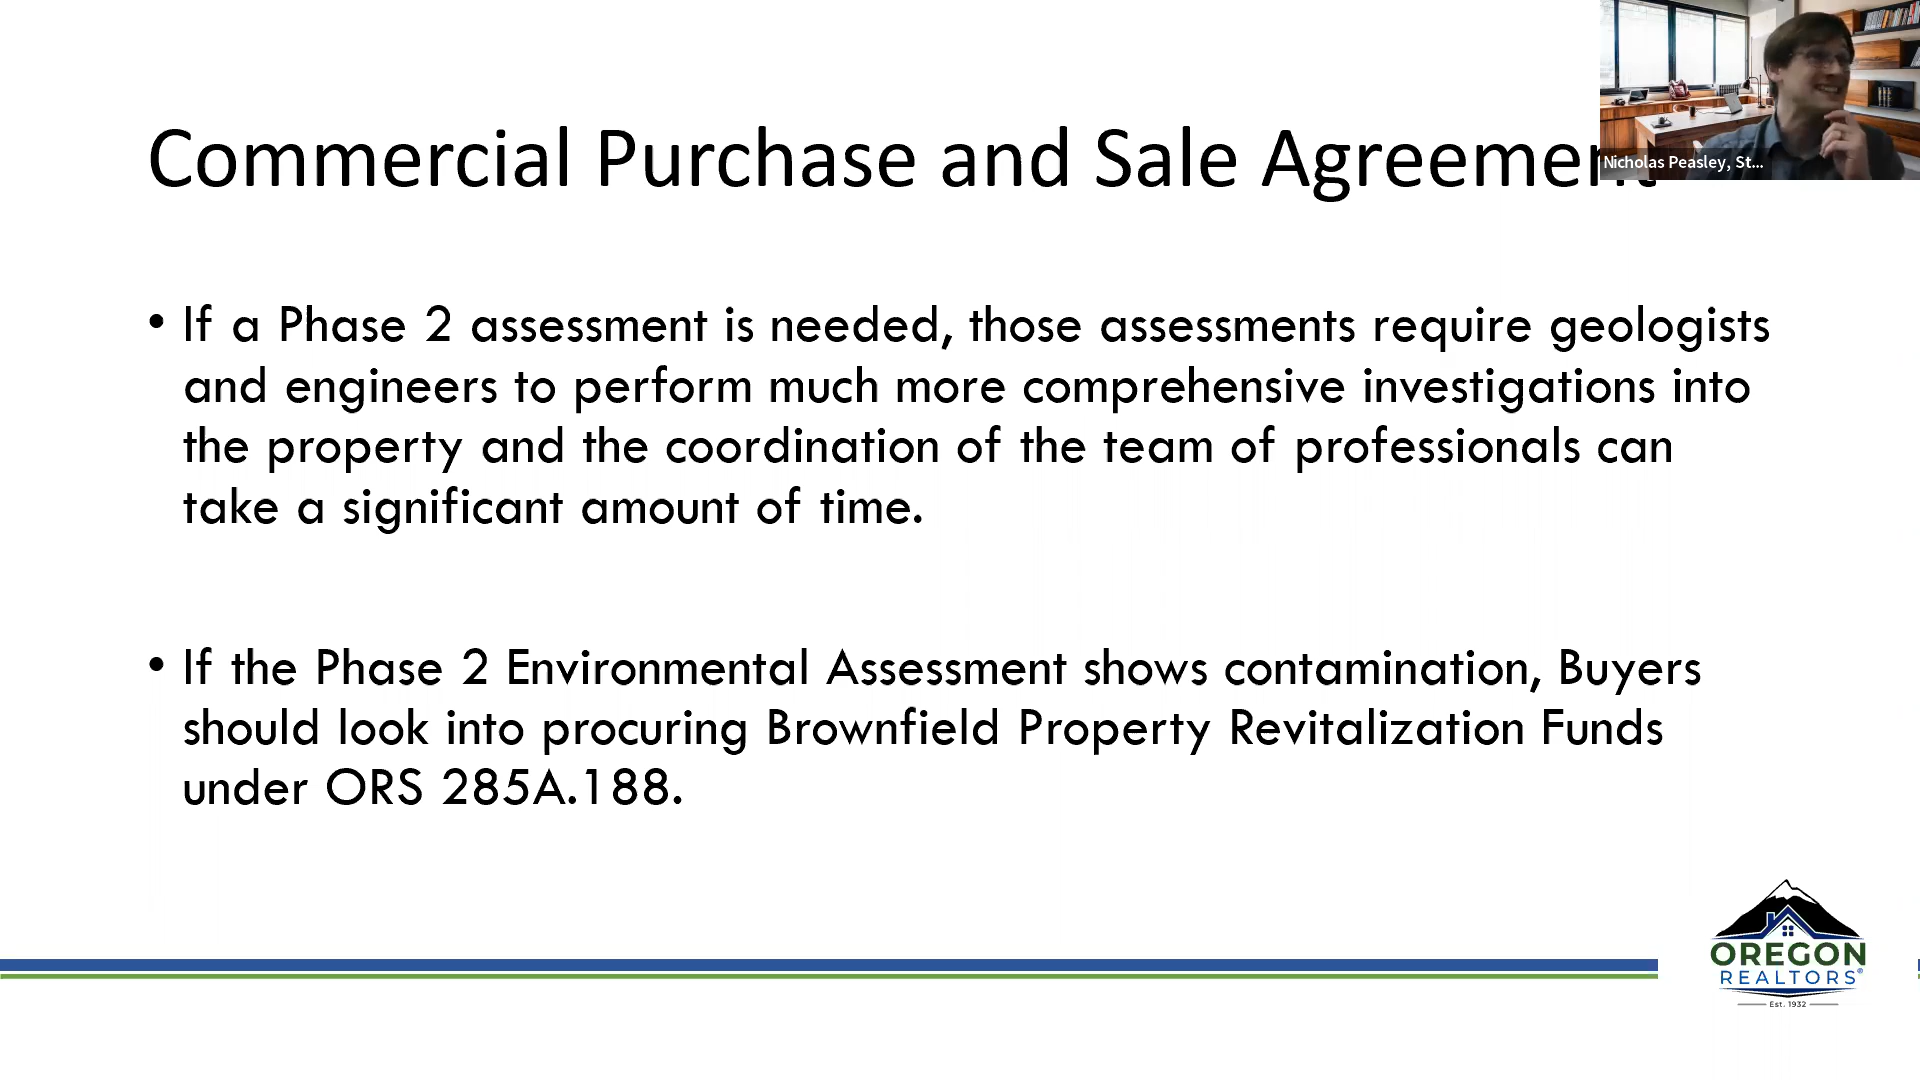 Commercial Purchase and Sale Agreement
Nicholas Peasley, St...
• If a Phase 2 assessment is needed, those assessments require geologists
and engineers to perform much more comprehensive investigations into
the property and the coordination of the team of professionals can
take a significant amount of time.
• If the Phase 2 Environmental Assessment shows contamination, Buyers
should look into procuring Brownfield Property Revitalization Funds
under ORS 285A.188.
OREGON
REALTORS®
Est. 1932